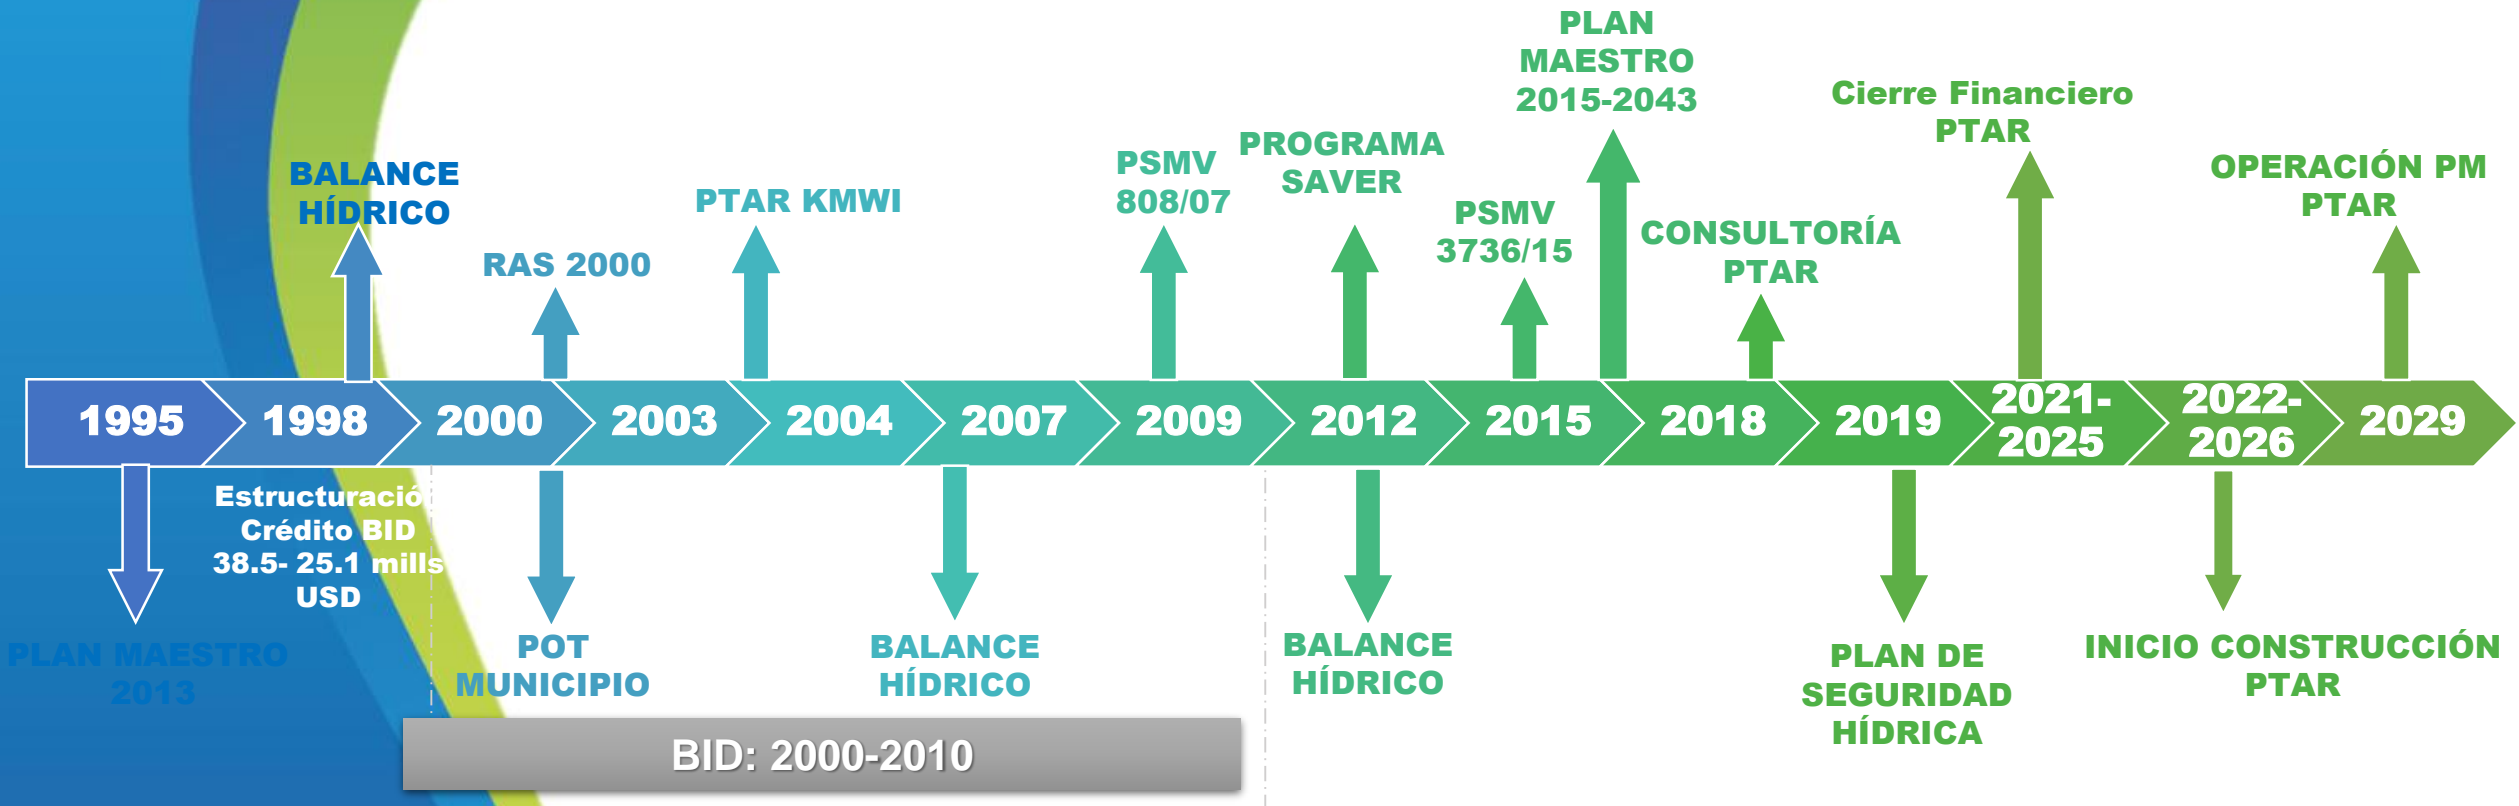 PLAN
MAESTRO
2015-2043
Cierre Financiero
PTAR
PROGRAMA
SAVER
PSMV
808/07
OPERACIÓN PM
PTAR
BALANCE
HÍDRICO
PTAR KMWI
PSMV
3736/15
CONSULTORÍA
PTAR
RAS 2000
1995
1998
2000
2003
2004
2007
2009
2012
2015
2018
2019
2021-
2025
2022-
2026
2029
Estructuración
Crédito BID
38.5- 25.1 mills
USD
PLAN MAESTRO
2013
POT
MUNICIPIO
BALANCE
HÍDRICO
BALANCE
HÍDRICO
PLAN DE
SEGURIDAD
HÍDRICA
INICIO CONSTRUCCIÓN
PTAR
BID: 2000-2010